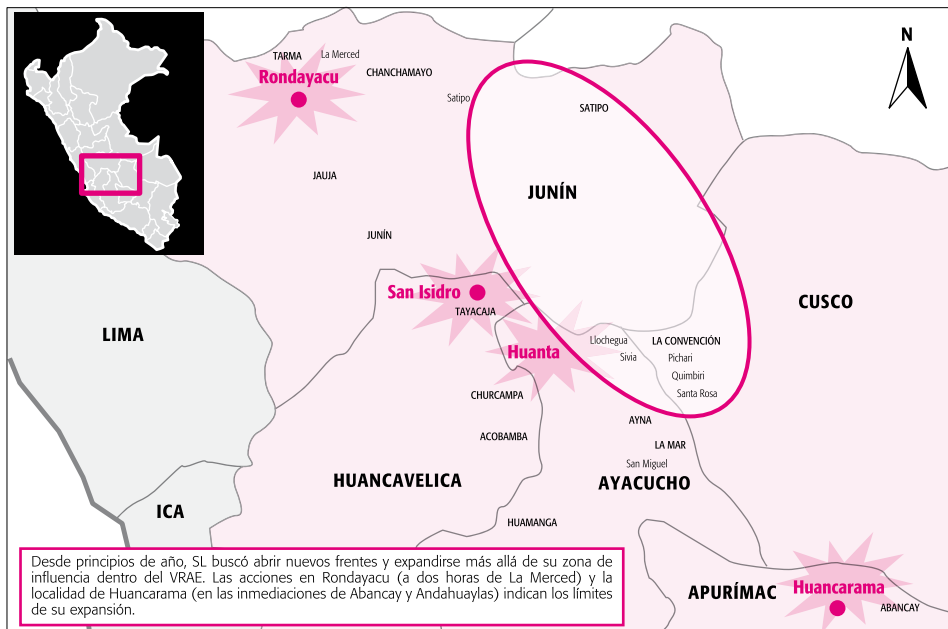 N
TARMA
La Merced
Rondayacu
CHANCHAMAYO
Satipo
SATIPO
JAUJA
JUNÍN
JUNÍN
San Isidro
TAYACAJA
CUSCO
LIMA
Huanta
Llochegua
LA CONVENCIÓN
Sivia
Pichari
Quimbiri
Santa Rosa
CHURCAMPA
AYNA
ACOBAMBA
LA MAR
San Miguel
HUANCAVELICA
AYACUCHO
ICA
HUAMANGA
Desde principios de año, SL buscó abrir nuevos frentes y expandirse más allá de su zona de
influencia dentro del VRAE. Las acciones en Rondayacu (a dos horas de La Merced) y la
localidad de Huancarama (en las inmediaciones de Abancay y Andahuaylas) indican los límites
de su expansión.
APURÍMAC
Huancarama
ABANCAY